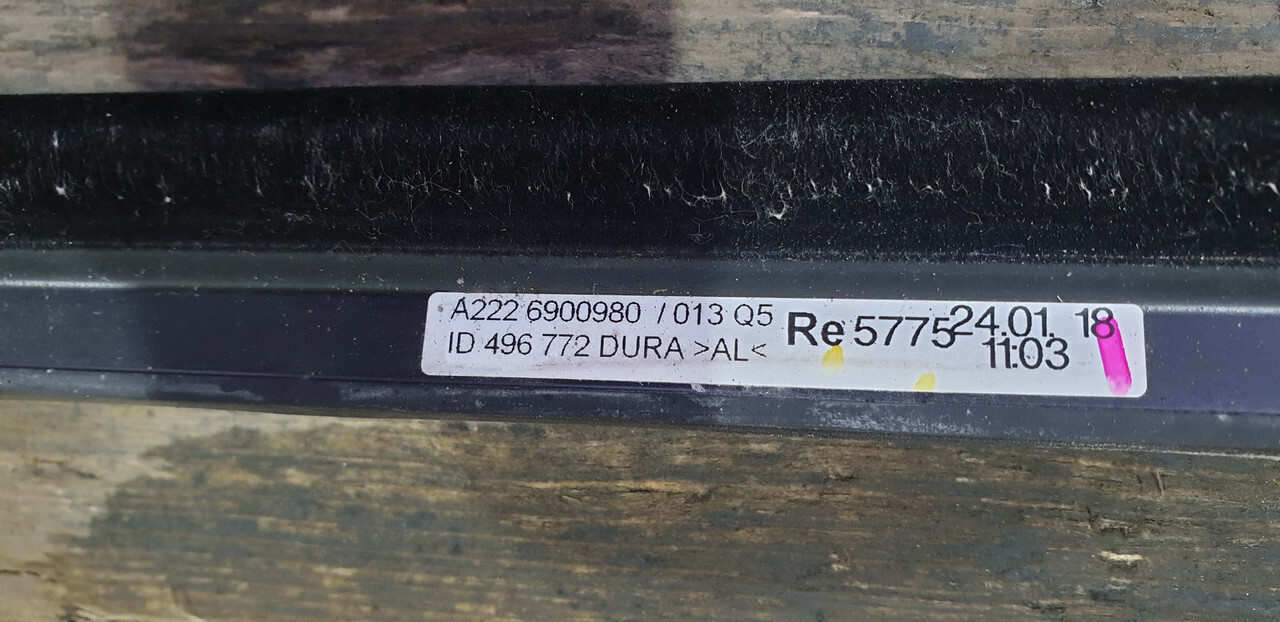 A222 6900980 / 013 Q5
ID 496 772 DURA >AL<
Re 5775
24.01. 18
11:03